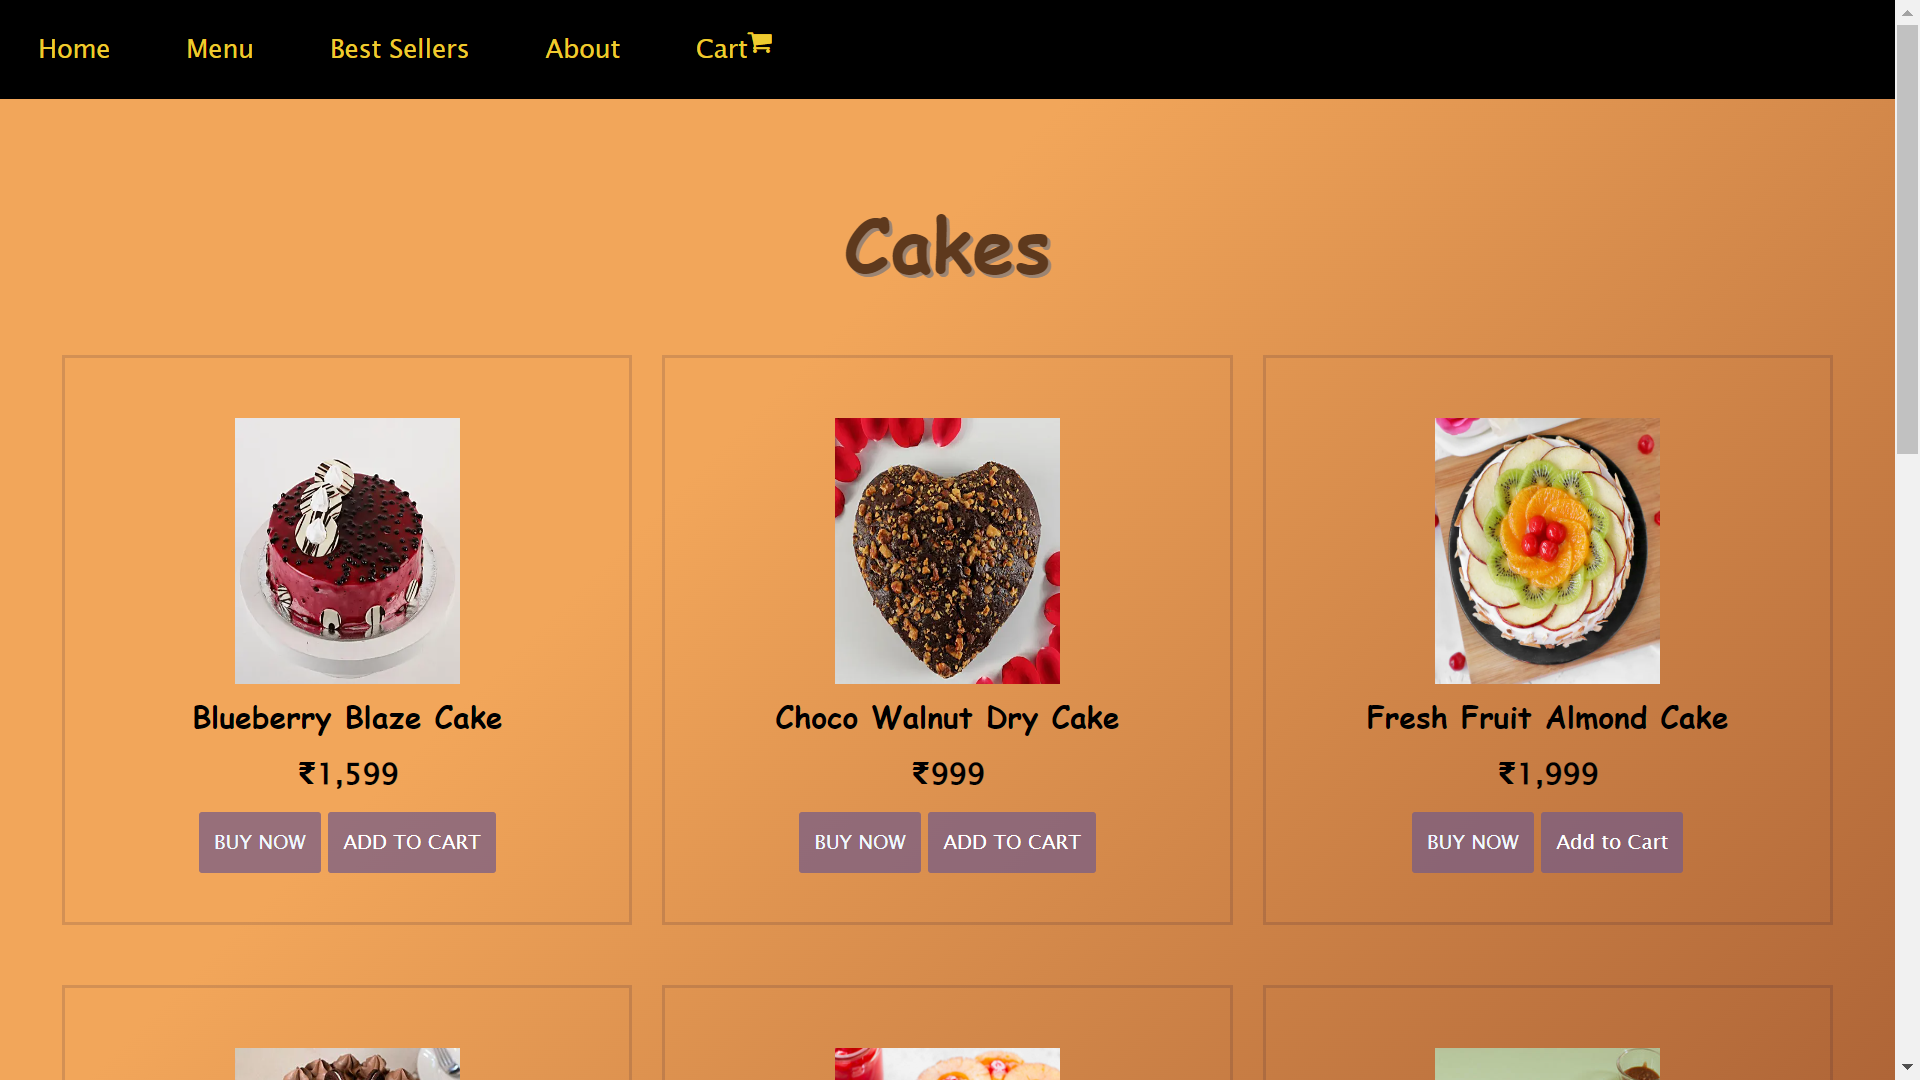 Home Menu Best Sellers About Cart
Cakes
Blueberry Blaze Cake
₹1,599
BUY NOW ADD TO CART
Choco Walnut Dry Cake
₹999
BUY NOW ADD TO CART
Fresh Fruit Almond Cake
₹1,999
BUY NOW Add to Cart